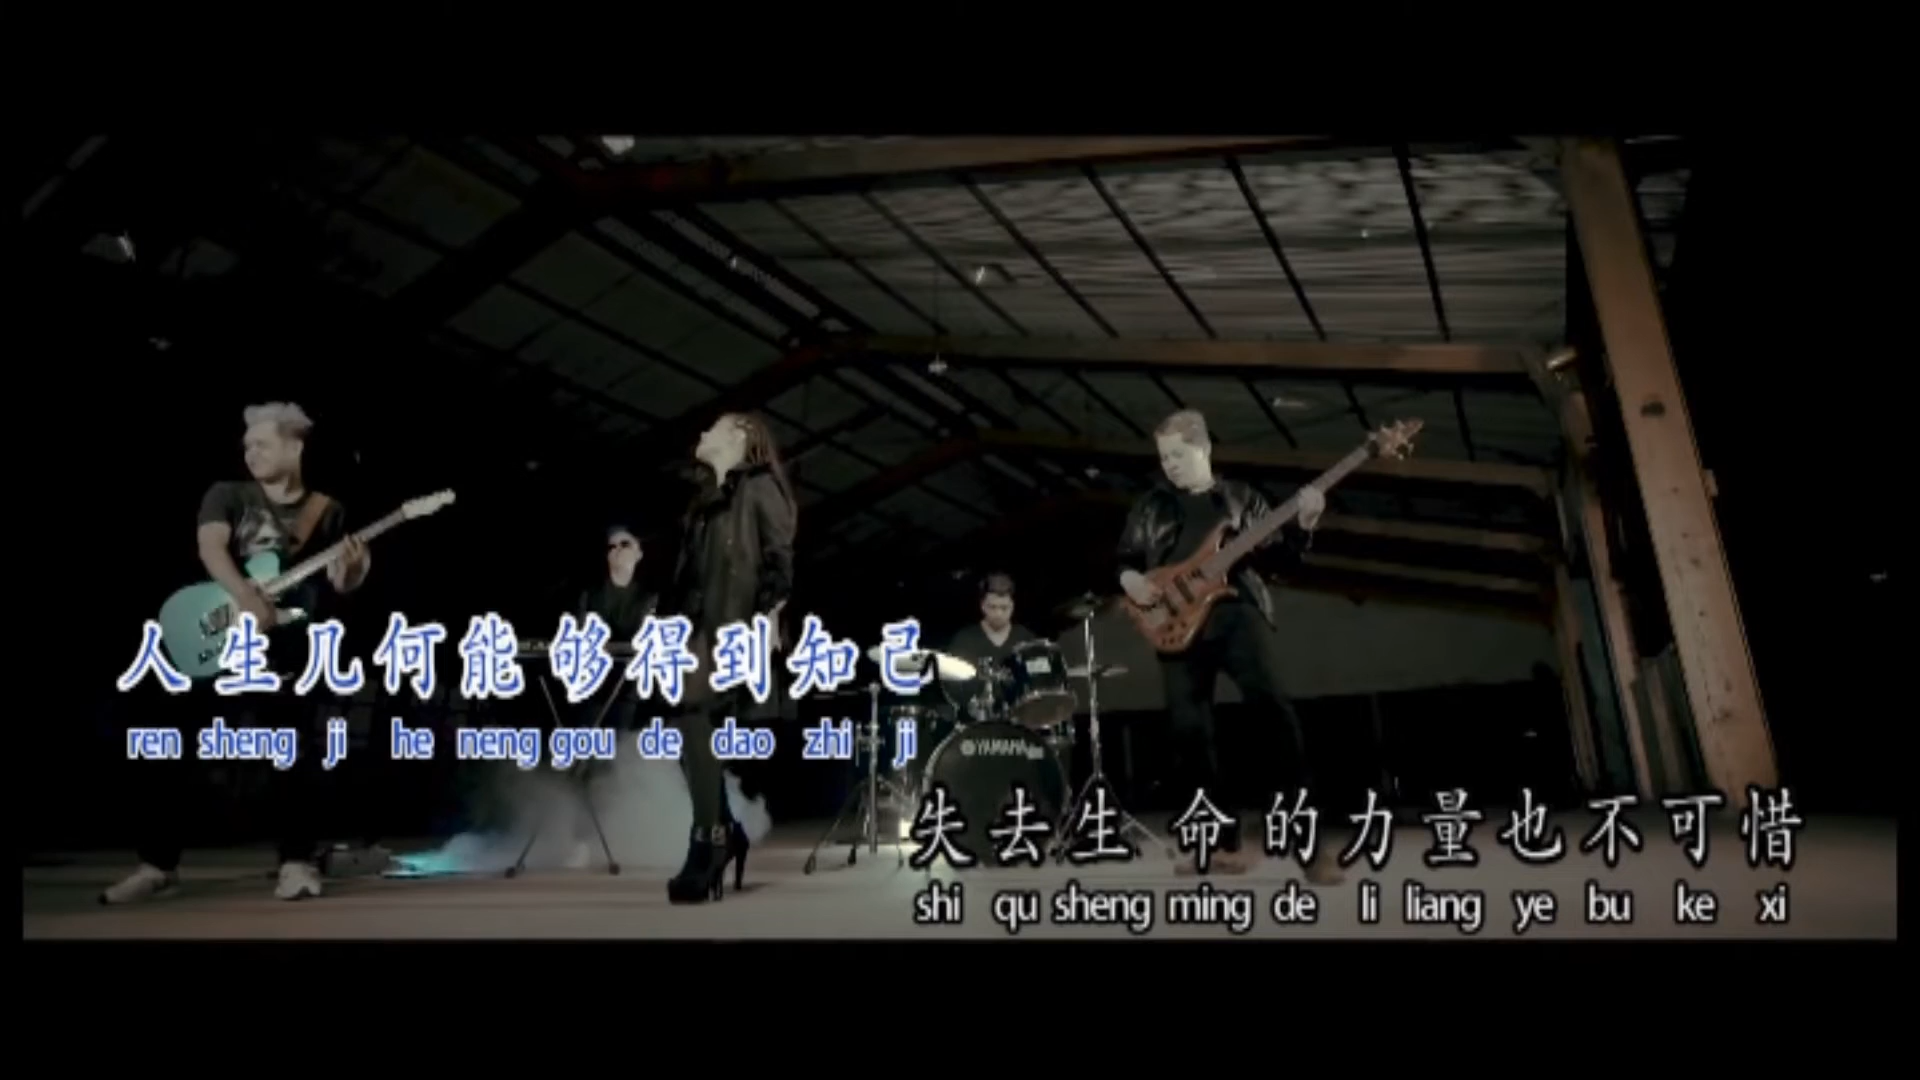 人生几何能够得到知己
ren sheng ji he neng gou de dao zhi ji
YAMAHA
失去生命的力量也不可惜
shi qu sheng ming de li liang ye bu ke xi